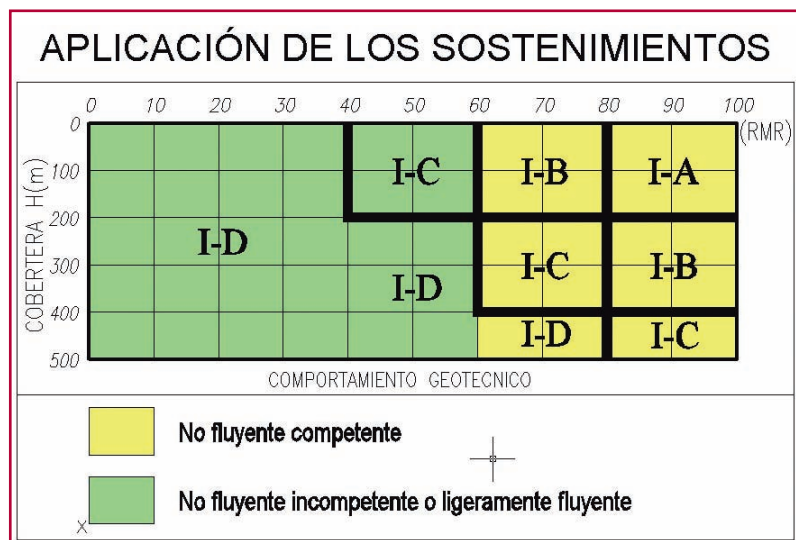 APLICACIÓN DE LOS SOSTENIMIENTOS
0 10 20 30 40 50 60 70 80 90 100
(RMR)
0
100
200
300
400
500
COBERTERA H(m)
I-C I-B I-A
I-D
I-D I-C I-B
I-D I-C
COMPORTAMIENTO GEOTECNICO
No fluyente competente
No fluyente incompetente o ligeramente fluyente
X